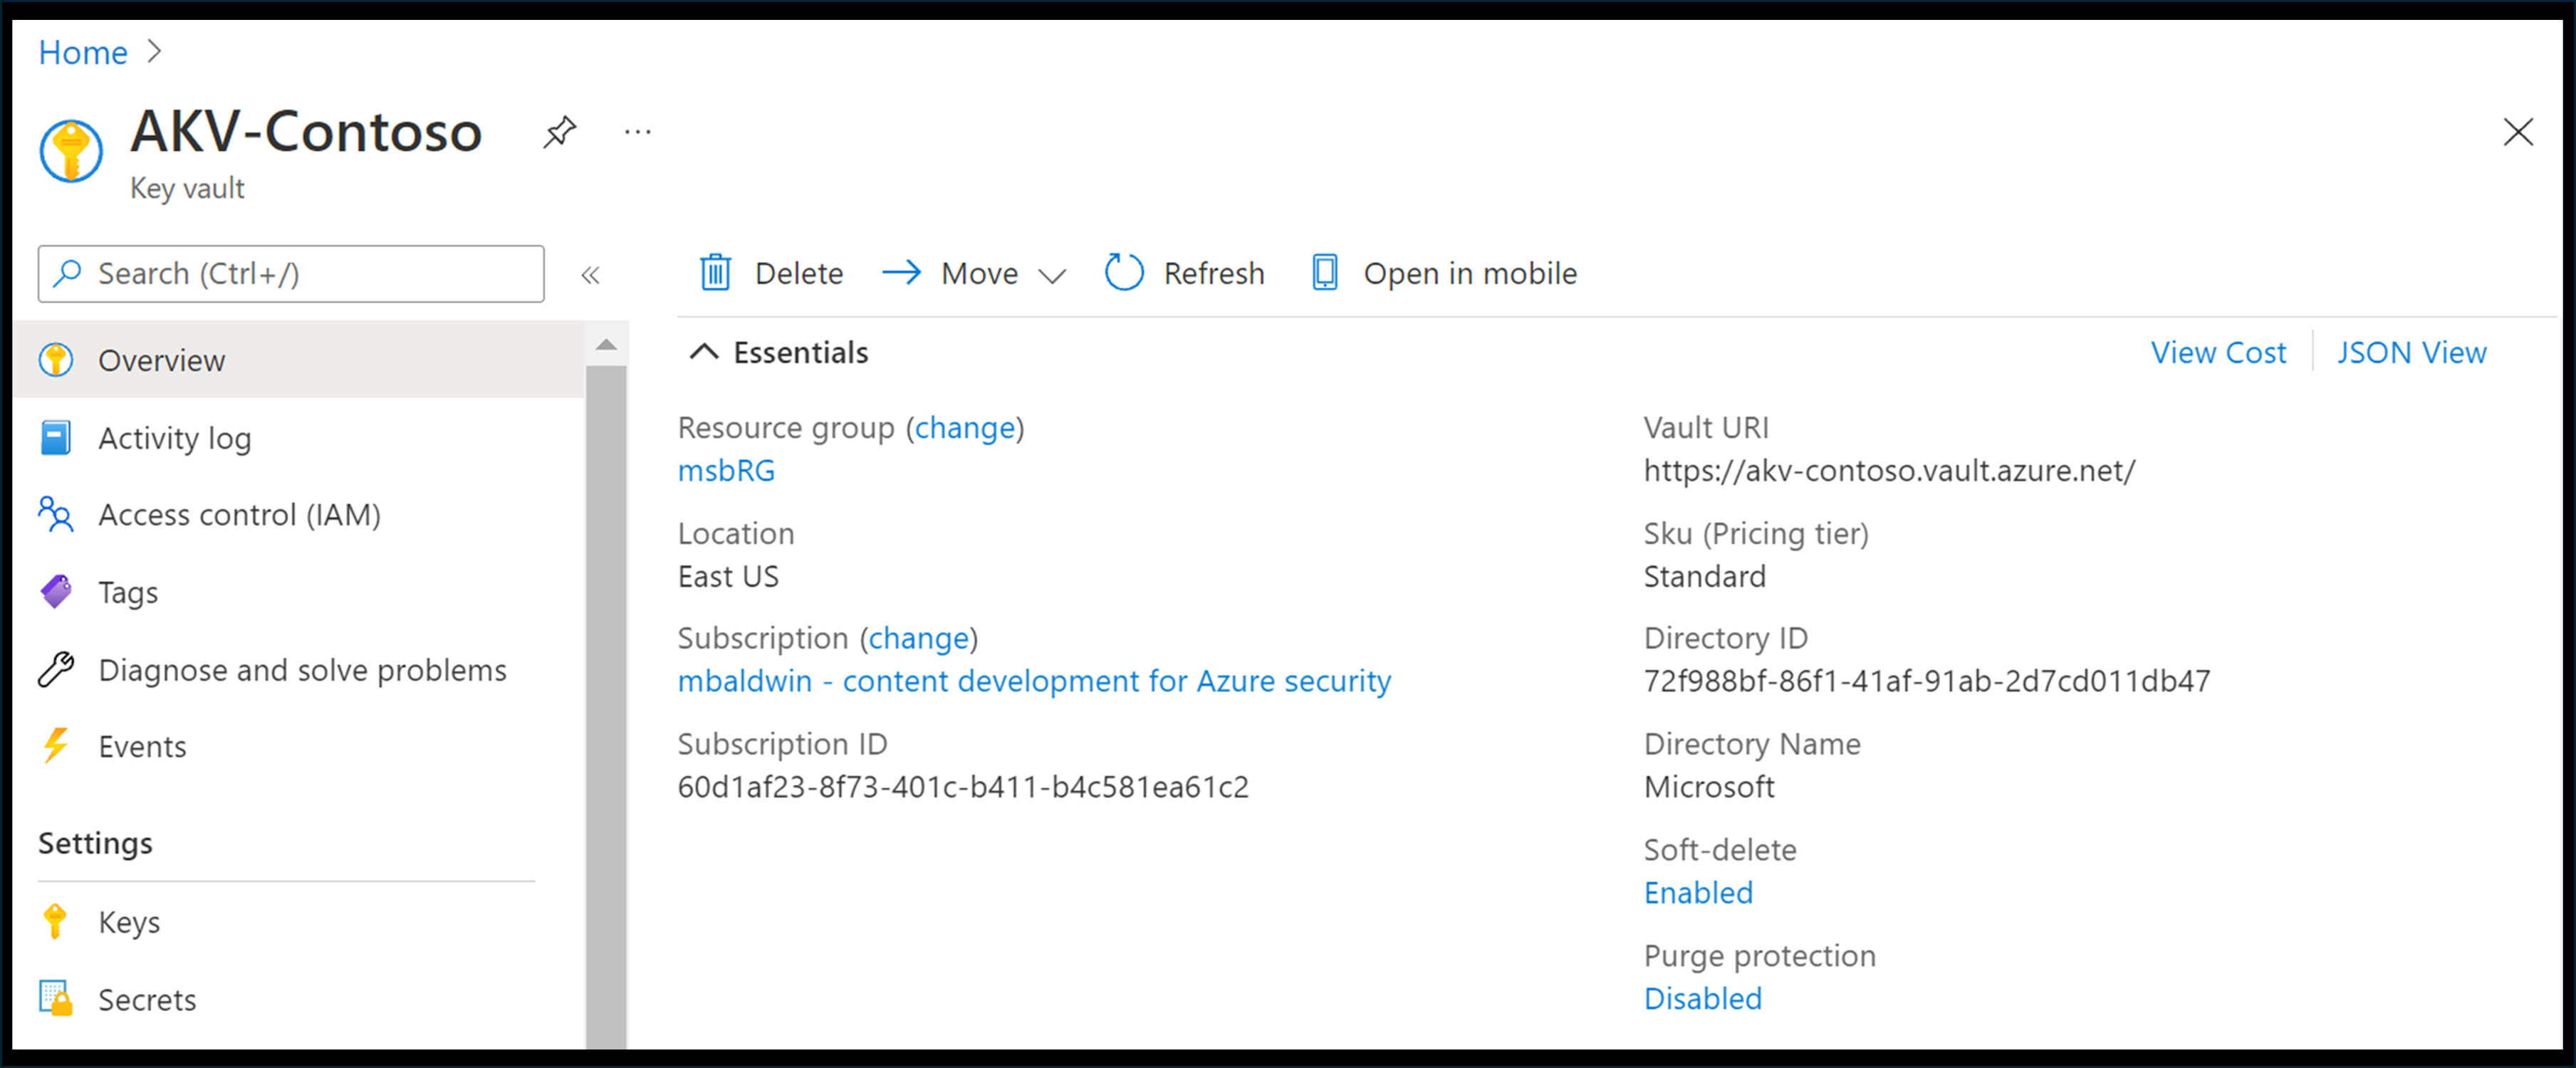 Home >
AKV-Contoso ...
Key vault
Search (Ctrl+/) «
Overview
Activity log
Access control (IAM)
Tags
Diagnose and solve problems
Events
Settings
Keys
Secrets
Delete Move Refresh Open in mobile
Essentials View Cost JSON View
Resource group (change)
msbRG
Location
East US
Subscription (change)
mbaldwin - content development for Azure security
Subscription ID
60d1af23-8f73-401c-b411-b4c581ea61c2
Vault URI
https://akv-contoso.vault.azure.net/
Sku (Pricing tier)
Standard
Directory ID
72f988bf-86f1-41af-91ab-2d7cd011db47
Directory Name
Microsoft
Soft-delete
Enabled
Purge protection
Disabled